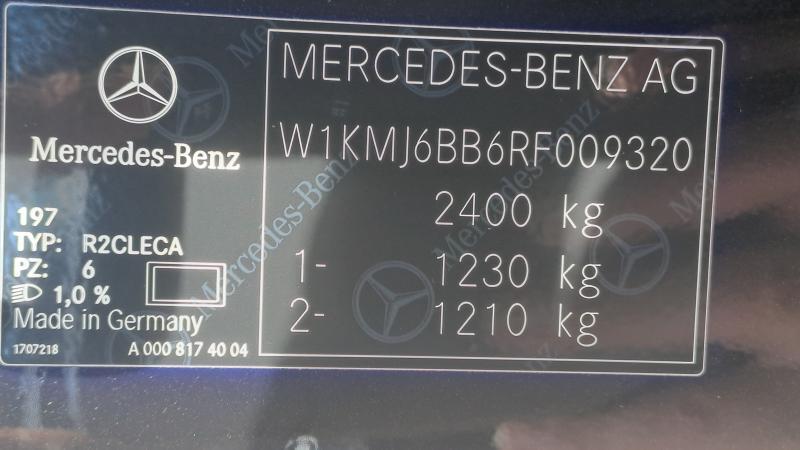 Mercedes-Benz
197
TYP: R2CLECA
PZ: 6
1,0 %
Made in Germany
1707218 A 000 817 40 04
MERCEDES-BENZ AG
W1KMJ6BB6RF009320
2400 kg
1- 1230 kg
2- 1210 kg